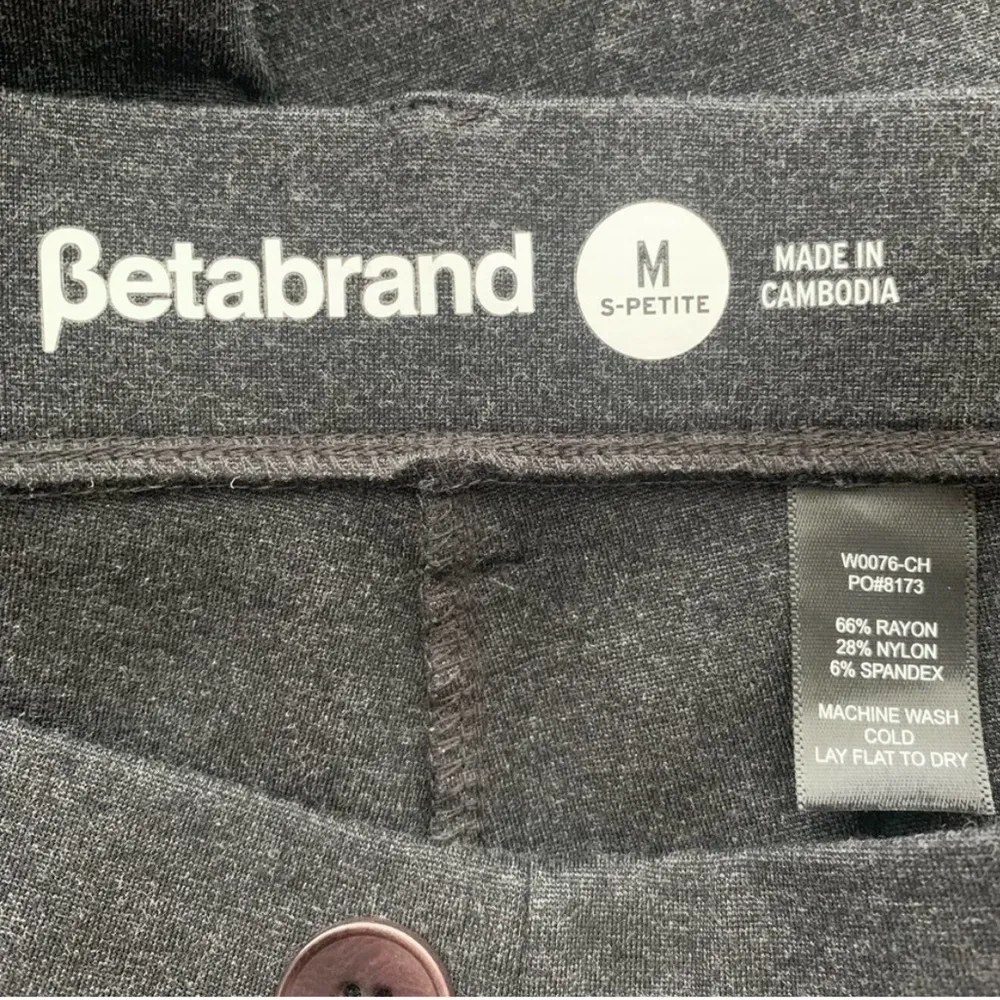 βetabrand
M
S-PETITE
MADE IN
CAMBODIA
W0076-CH
PO#8173
66% RAYON
28% NYLON
6% SPANDEX
MACHINE WASH
COLD
LAY FLAT TO DRY